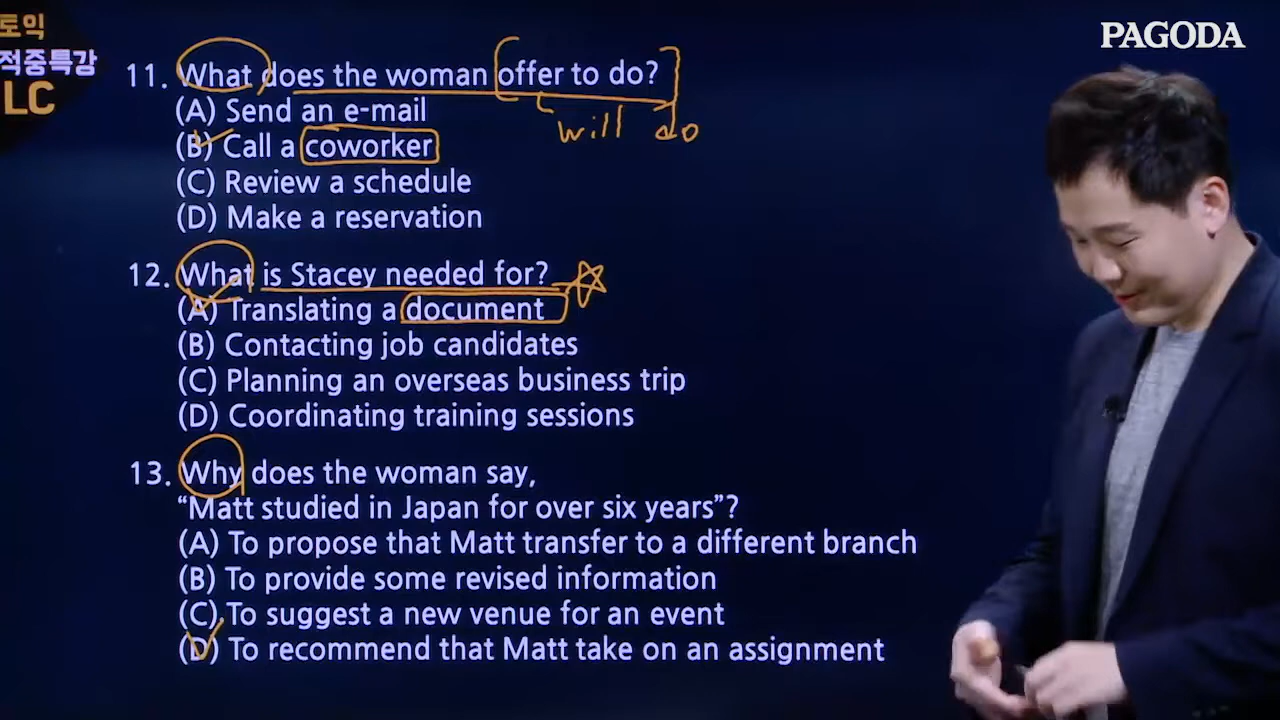 토익
적중특강
LC
PAGODA
11. What does the woman offer to do?
will do
(A) Send an e-mail
(B) Call a coworker
(C) Review a schedule
(D) Make a reservation
12. What is Stacey needed for?
(A) Translating a document
(B) Contacting job candidates
(C) Planning an overseas business trip
(D) Coordinating training sessions
13. Why does the woman say,
“Matt studied in Japan for over six years”?
(A) To propose that Matt transfer to a different branch
(B) To provide some revised information
(C) To suggest a new venue for an event
(D) To recommend that Matt take on an assignment